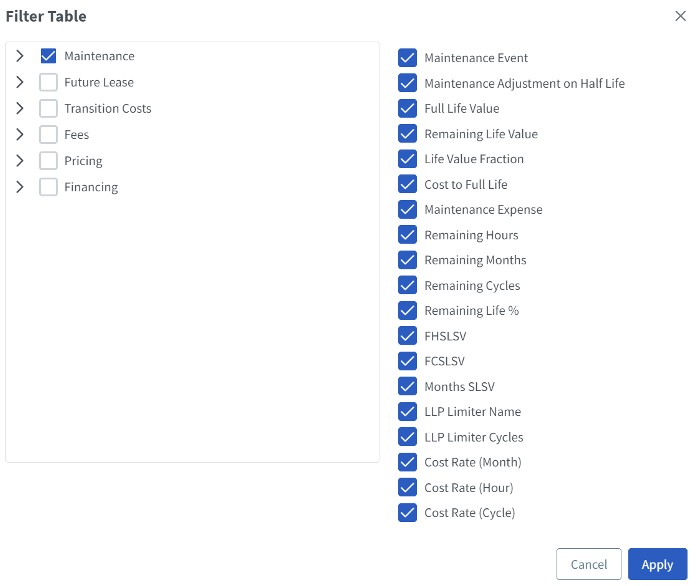 Filter Table
Maintenance
Future Lease
Transition Costs
Fees
Pricing
Financing
Maintenance Event
Maintenance Adjustment on Half Life
Full Life Value
Remaining Life Value
Life Value Fraction
Cost to Full Life
Maintenance Expense
Remaining Hours
Remaining Months
Remaining Cycles
Remaining Life %
FHSLSV
FCSLSV
Months SLSV
LLP Limiter Name
LLP Limiter Cycles
Cost Rate (Month)
Cost Rate (Hour)
Cost Rate (Cycle)
Cancel
Apply